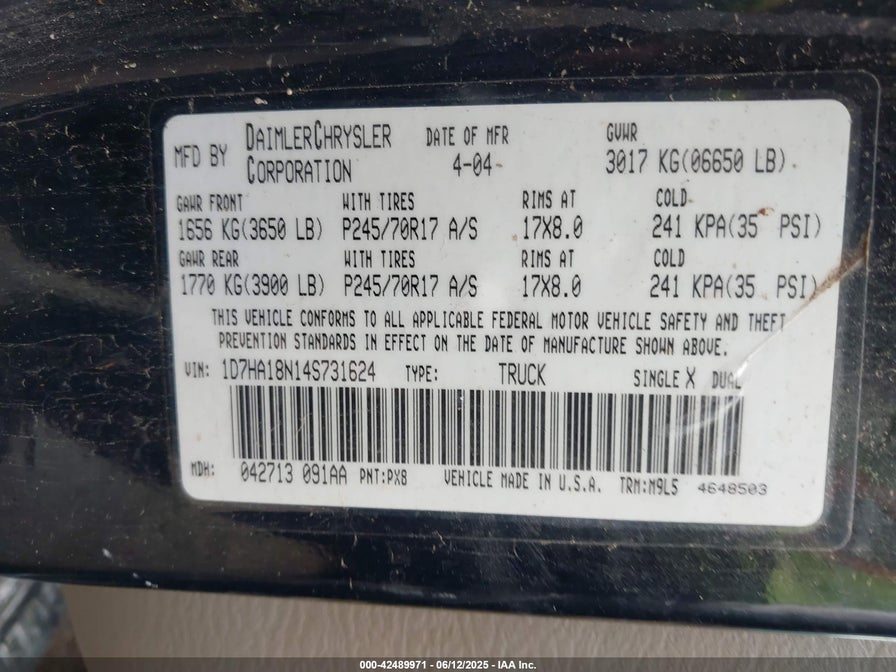 MFD BY DAIMLERCHRYSLER CORPORATION DATE OF MFR 4-04 GVWR 3017 KG(06650 LB)
GAWR FRONT WITH TIRES RIMS AT COLD
1656 KG(3650 LB) P245/70R17 A/S 17X8.0 241 KPA(35 PSI)
GAWR REAR WITH TIRES RIMS AT COLD
1770 KG(3900 LB) P245/70R17 A/S 17X8.0 241 KPA(35 PSI)
THIS VEHICLE CONFORMS TO ALL APPLICABLE FEDERAL MOTOR VEHICLE SAFETY AND THEFT
PREVENTION STANDARDS IN EFFECT ON THE DATE OF MANUFACTURE SHOWN ABOVE.
VIN: 1D7HA18N14S731624 TYPE: TRUCK SINGLE X DUAL
MDH: 042713 091AA PNT:PX8 VEHICLE MADE IN U.S.A. TRM:M9L5 4648503
000-42489971 - 06/12/2025 - IAA Inc.